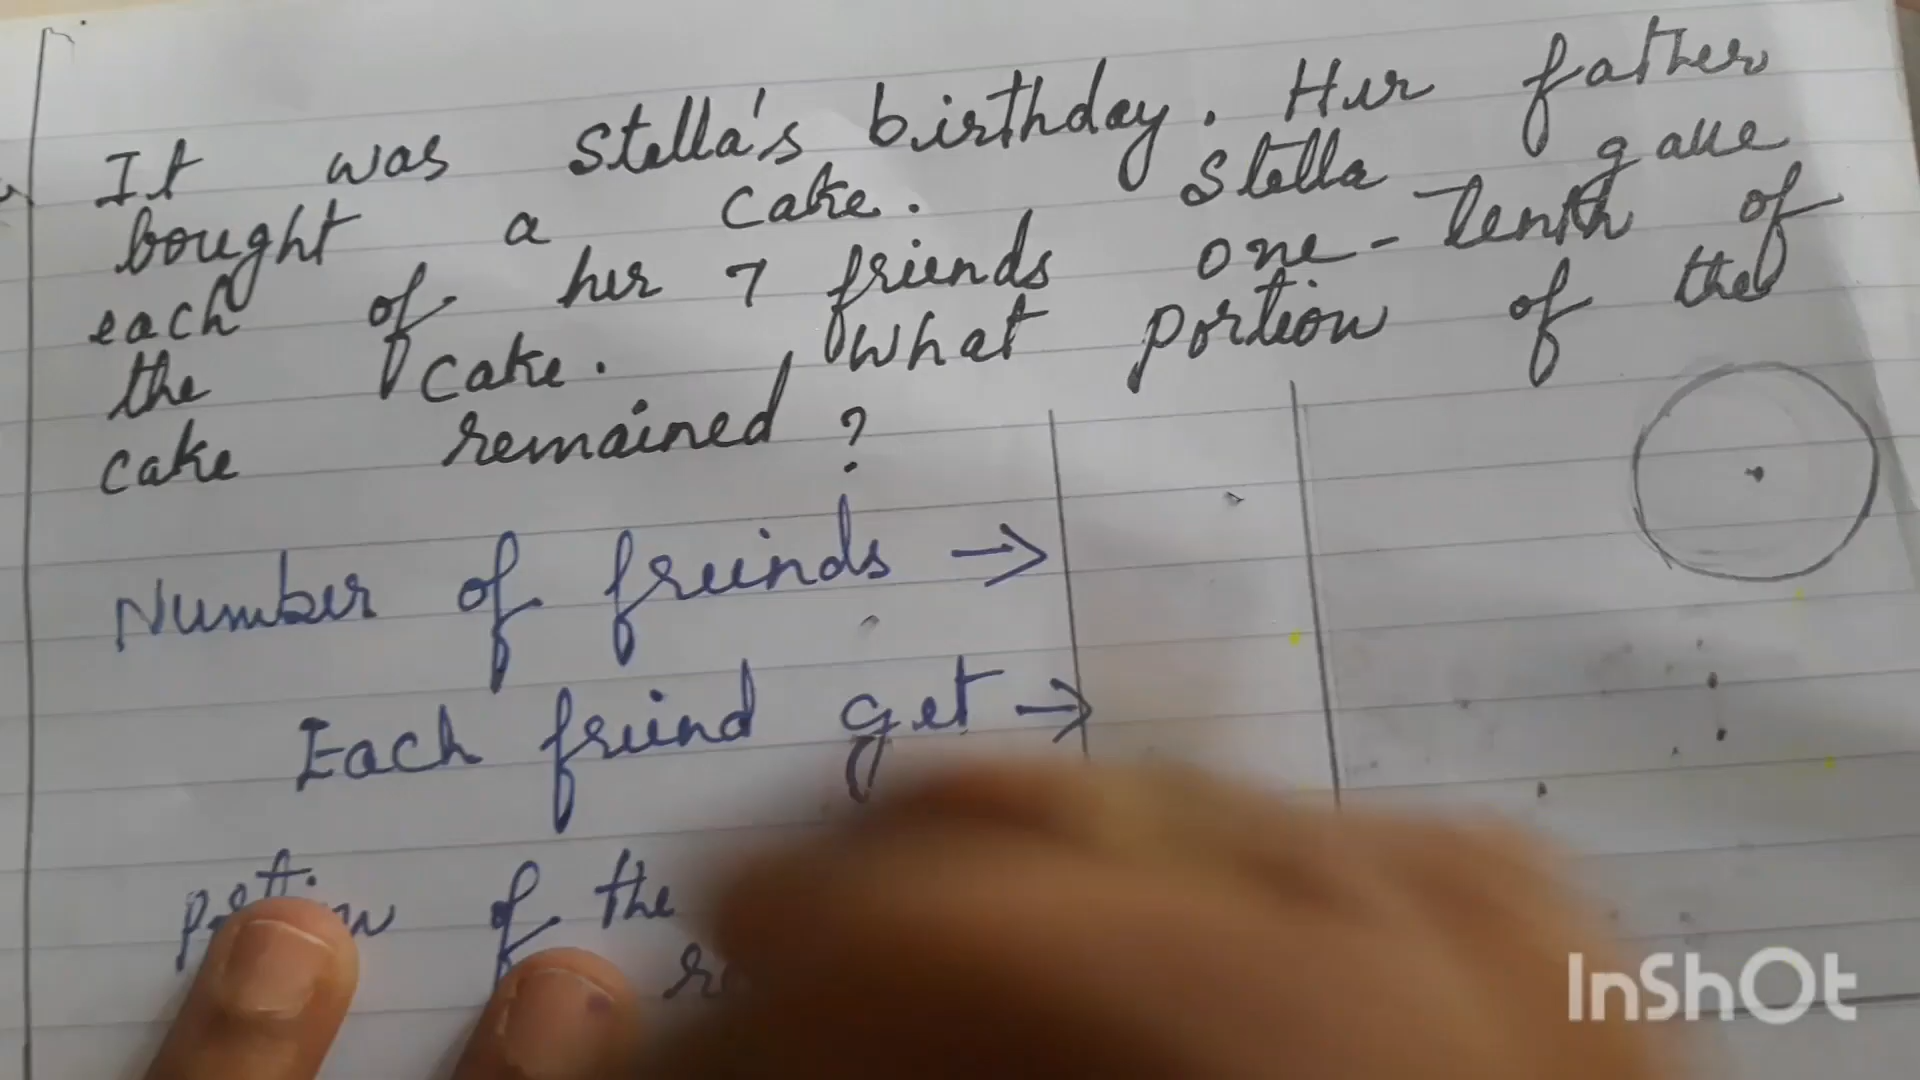 It was Stella's birthday. Her father
bought a cake. Stella gave
each of her 7 friends one-tenth of
the cake. What portion of the
cake remained ?
Number of freinds →
Each friend get →
of the
InShOt